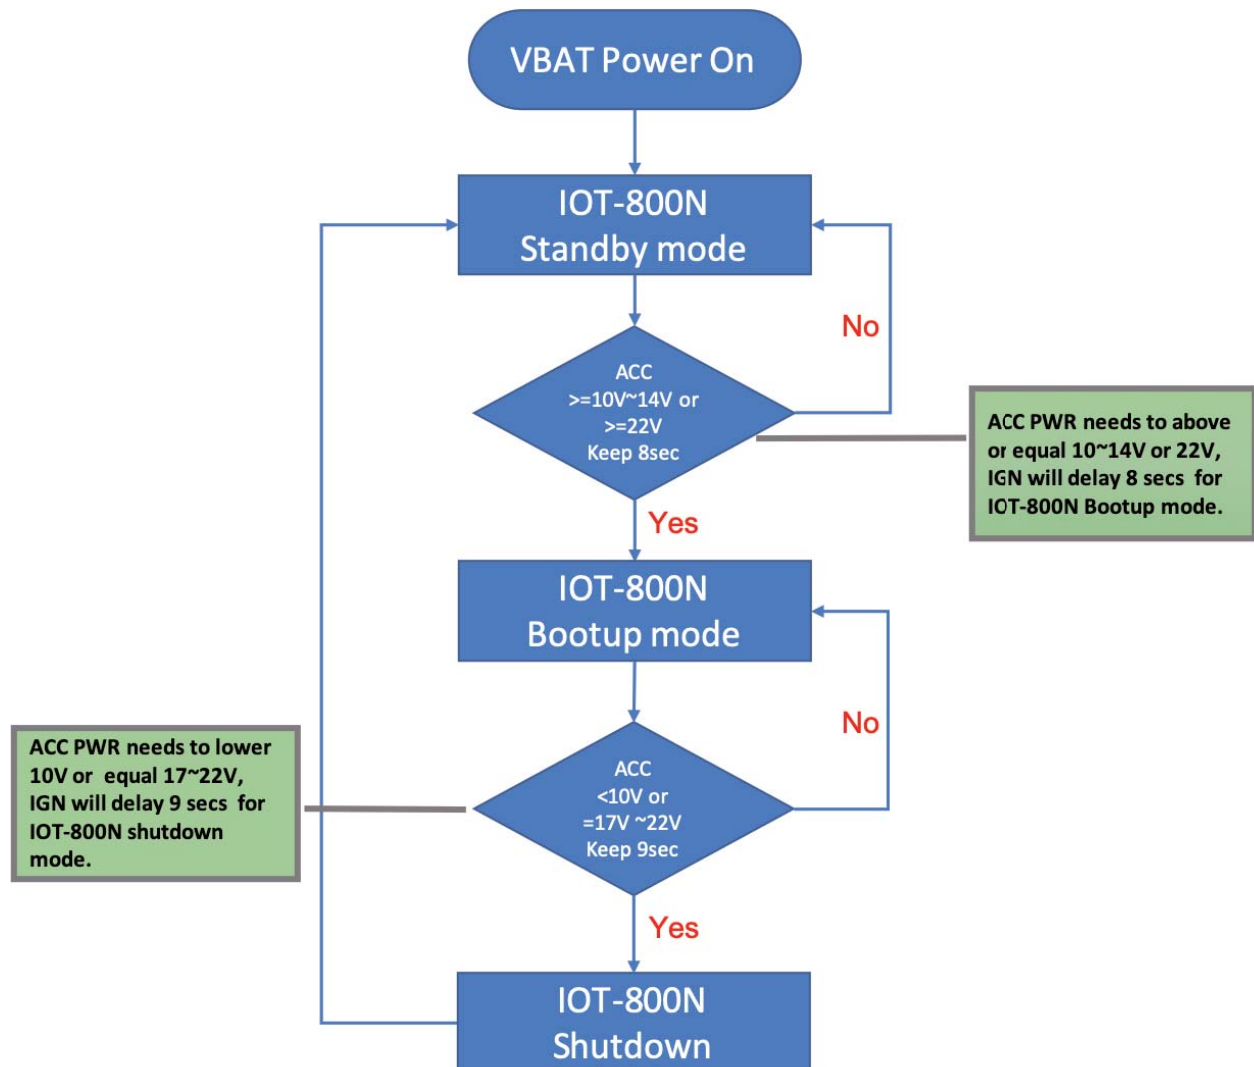 VBAT Power On
IOT-800N
Standby mode
No
ACC
>=10V~14V or
>=22V
Keep 8sec
ACC PWR needs to above
or equal 10~14V or 22V,
IGN will delay 8 secs for
IOT-800N Bootup mode.
Yes
IOT-800N
Bootup mode
No
ACC PWR needs to lower
10V or equal 17~22V,
IGN will delay 9 secs for
IOT-800N shutdown
mode.
ACC
<10V or
=17V ~22V
Keep 9sec
Yes
IOT-800N
Shutdown